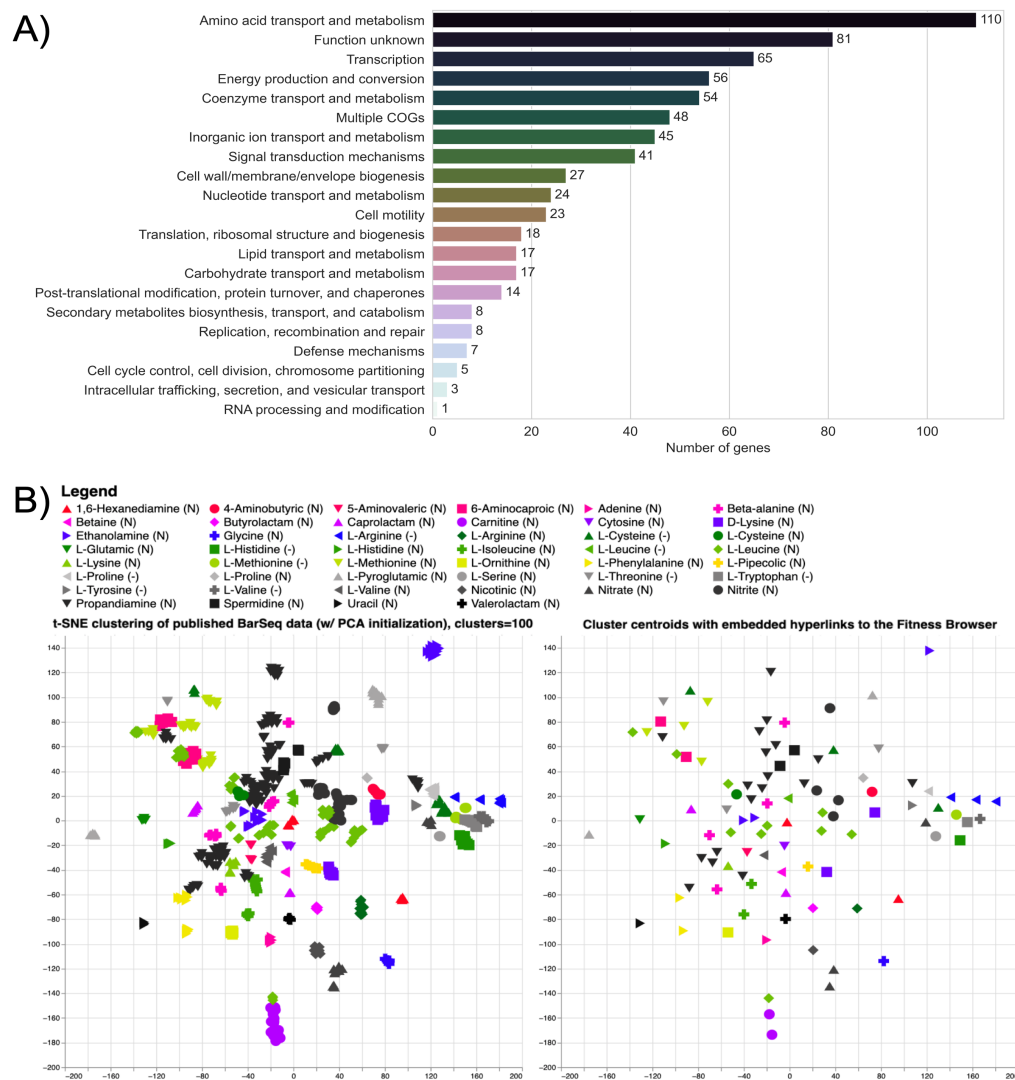 A)
Amino acid transport and metabolism 110
Function unknown 81
Transcription 65
Energy production and conversion 56
Coenzyme transport and metabolism 54
Multiple COGs 48
Inorganic ion transport and metabolism 45
Signal transduction mechanisms 41
Cell wall/membrane/envelope biogenesis 27
Nucleotide transport and metabolism 24
Cell motility 23
Translation, ribosomal structure and biogenesis 18
Lipid transport and metabolism 17
Carbohydrate transport and metabolism 17
Post-translational modification, protein turnover, and chaperones 14
Secondary metabolites biosynthesis, transport, and catabolism 8
Replication, recombination and repair 8
Defense mechanisms 7
Cell cycle control, cell division, chromosome partitioning 5
Intracellular trafficking, secretion, and vesicular transport 3
RNA processing and modification 1
0 20 40 60 80 100
Number of genes
B)
Legend
1,6-Hexanediamine (N) 4-Aminobutyric (N) 5-Aminovaleric (N) 6-Aminocaproic (N) Adenine (N) Beta-alanine (N)
Betaine (N) Butyrolactam (N) Caprolactam (N) Carnitine (N) Cytosine (N) D-Lysine (N)
Ethanolamine (N) Glycine (N) L-Arginine (-) L-Arginine (N) L-Cysteine (-) L-Cysteine (N)
L-Glutamic (N) L-Histidine (-) L-Histidine (N) L-Isoleucine (N) L-Leucine (-) L-Leucine (N)
L-Lysine (N) L-Methionine (-) L-Methionine (N) L-Ornithine (N) L-Phenylalanine (N) L-Pipecolic (N)
L-Proline (-) L-Proline (N) L-Pyroglutamic (N) L-Serine (N) L-Threonine (-) L-Tryptophan (-)
L-Tyrosine (-) L-Valine (-) L-Valine (N) Nicotinic (N) Nitrate (N) Nitrite (N)
Propandiamine (N) Spermidine (N) Uracil (N) Valerolactam (N)
t-SNE clustering of published BarSeq data (w/ PCA initialization), clusters=100
Cluster centroids with embedded hyperlinks to the Fitness Browser
140
120
100
80
60
40
20
0
−20
−40
−60
−80
−100
−120
−140
−160
−180
−200
−200 −160 −120 −80 −40 0 40 80 120 160 200
140
120
100
80
60
40
20
0
−20
−40
−60
−80
−100
−120
−140
−160
−180
−200
−200 −160 −120 −80 −40 0 40 80 120 160